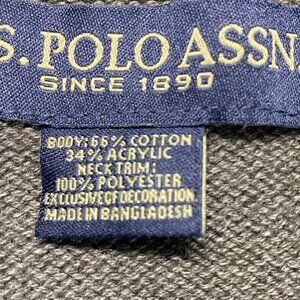 S. POLO ASSN.
SINCE 1890
BODY: 66% COTTON
34% ACRYLIC
NECK TRIM:
100% POLYESTER
EXCLUSIVE OF DECORATION
MADE IN BANGLADESH